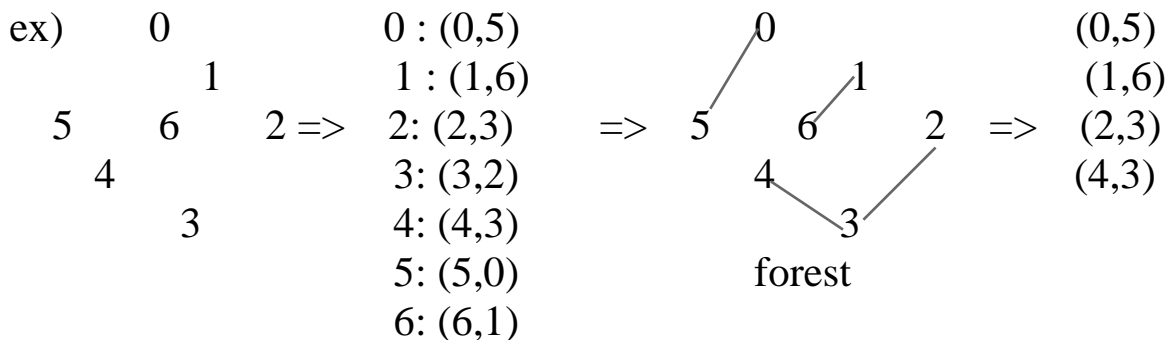 ex) 0 0 : (0,5) 0 (0,5)
1 1 : (1,6) 1 (1,6)
5 6 2 => 2: (2,3) => 5 6 2 => (2,3)
4 3: (3,2) 4 (4,3)
3 4: (4,3) 3
5: (5,0) forest
6: (6,1)